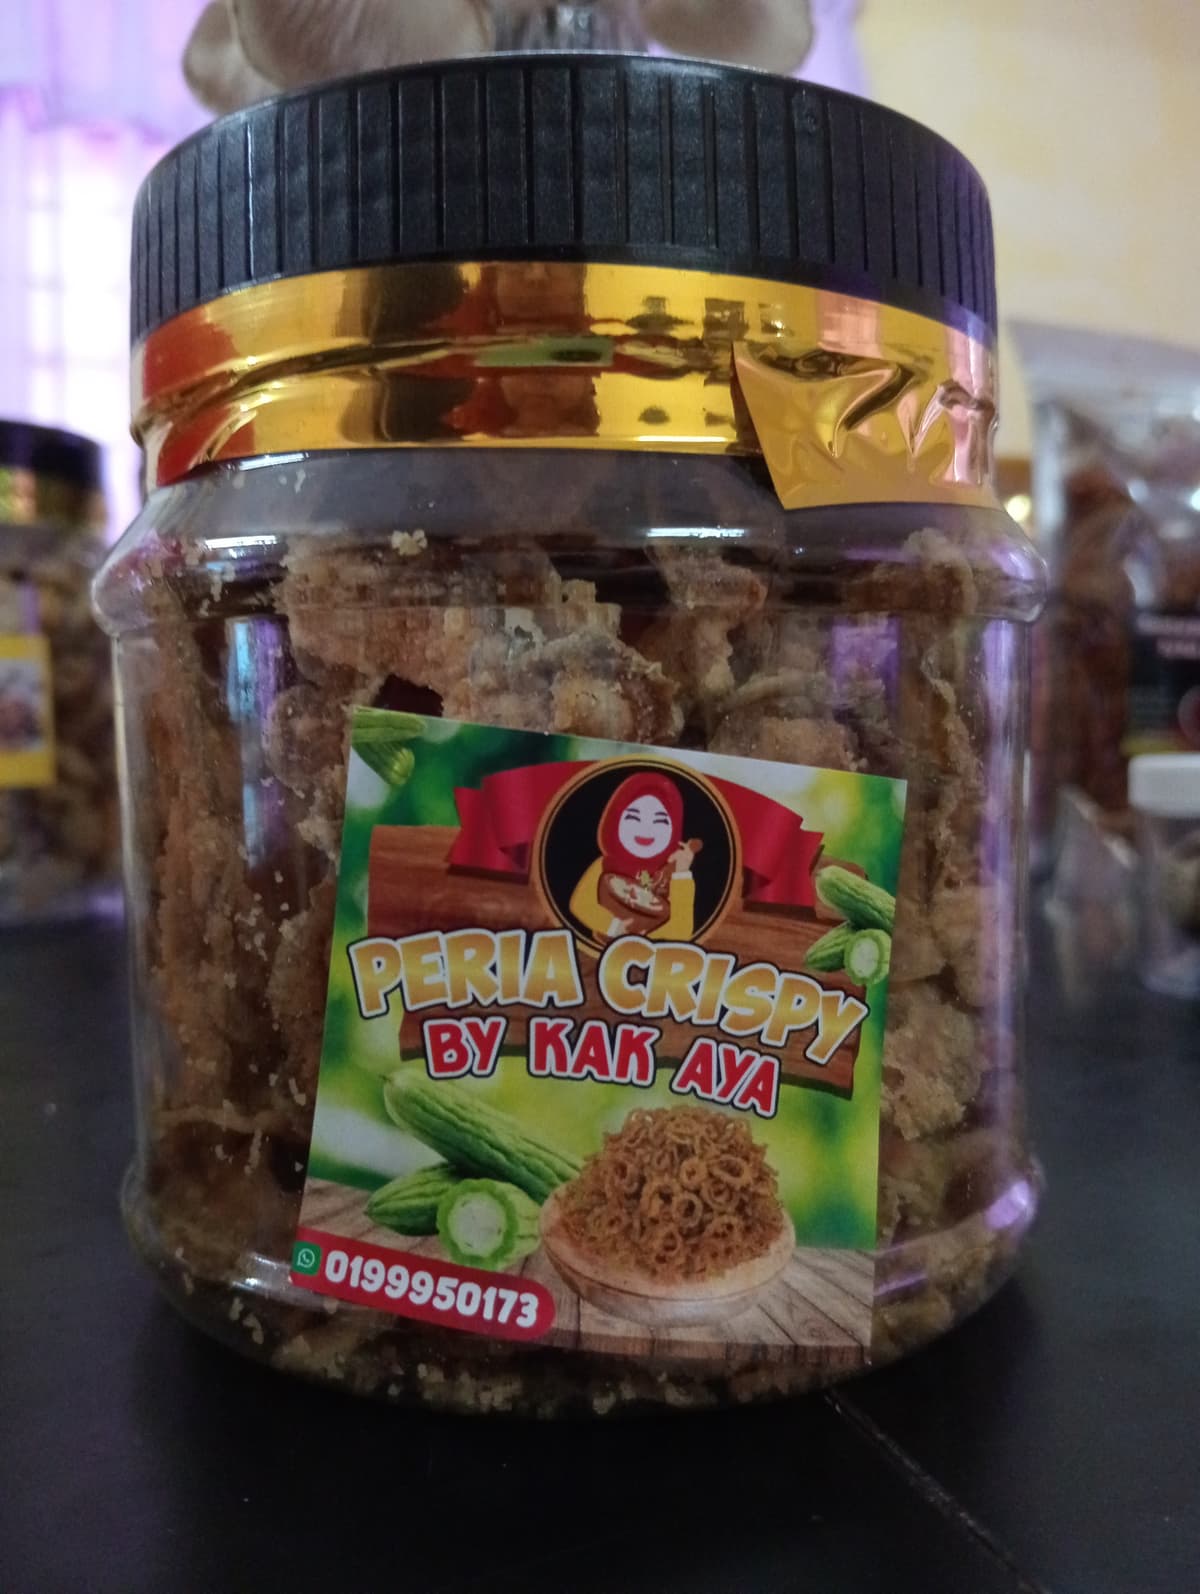 PERIA CRISPY
BY KAK AYA
0199950173